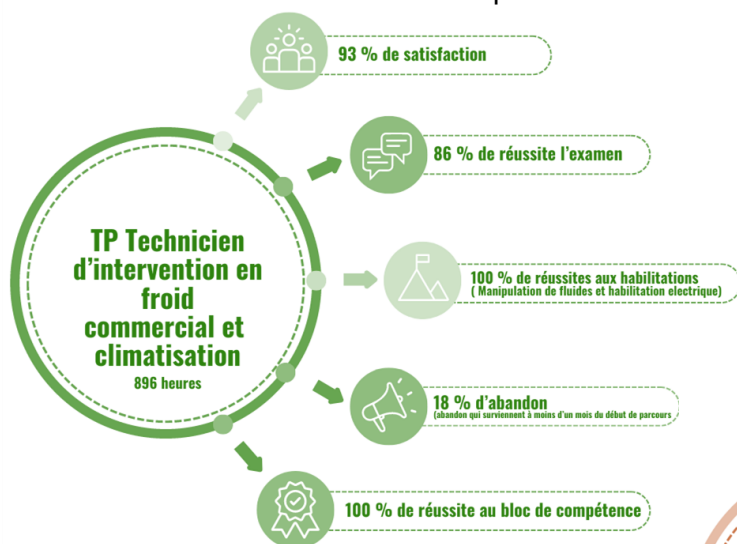 93 % de satisfaction
86 % de réussite l'examen
TP Technicien
d'intervention en
froid
commercial et
climatisation
896 heures
100 % de réussites aux habilitations
( Manipulation de fluides et habilitation electrique)
18 % d'abandon
(abandon qui surviennent à moins d'un mois du début de parcours
100 % de réussite au bloc de compétence